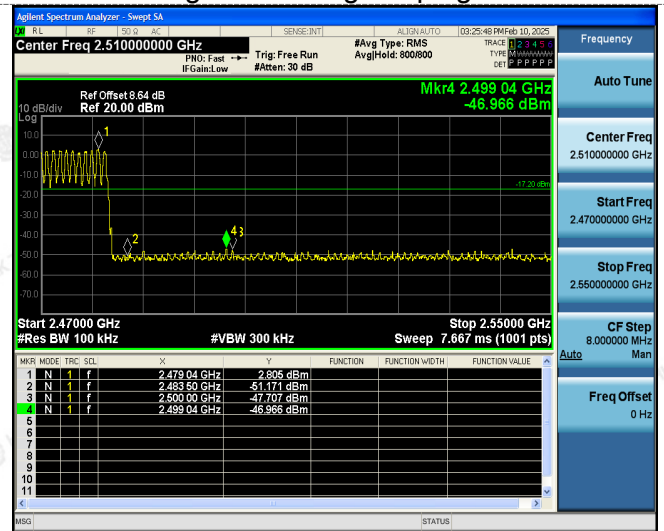 Agilent Spectrum Analyzer - Swept SA
LXI RL RF 50 Ω AC SENSE:INT ALIGN AUTO 03:25:48 PM Feb 10, 2025
Center Freq 2.510000000 GHz
PNO: Fast
IFGain:Low
Trig: Free Run
#Atten: 30 dB
#Avg Type: RMS
Avg|Hold: 800/800
TRACE 1 2 3 4 5 6
TYPE M W W W W W
DET P P P P P P
Mkr4 2.499 04 GHz
-46.966 dBm
Ref Offset 8.64 dB
10 dB/div Ref 20.00 dBm
Log
10.0
0.00
-10.0
-20.0
-30.0
-40.0
-50.0
-60.0
-70.0
1
2
4 3
-17.20 dBm
Start 2.47000 GHz Stop 2.55000 GHz
#Res BW 100 kHz #VBW 300 kHz Sweep 7.667 ms (1001 pts)
MKR MODE TRC SCL X Y FUNCTION FUNCTION WIDTH FUNCTION VALUE
1 N 1 f 2.479 04 GHz 2.805 dBm
2 N 1 f 2.483 50 GHz -51.171 dBm
3 N 1 f 2.500 00 GHz -47.707 dBm
4 N 1 f 2.499 04 GHz -46.966 dBm
5
6
7
8
9
10
11
MSG STATUS
Frequency
Auto Tune
Center Freq
2.510000000 GHz
Start Freq
2.470000000 GHz
Stop Freq
2.550000000 GHz
CF Step
8.000000 MHz
Auto Man
Freq Offset
0 Hz